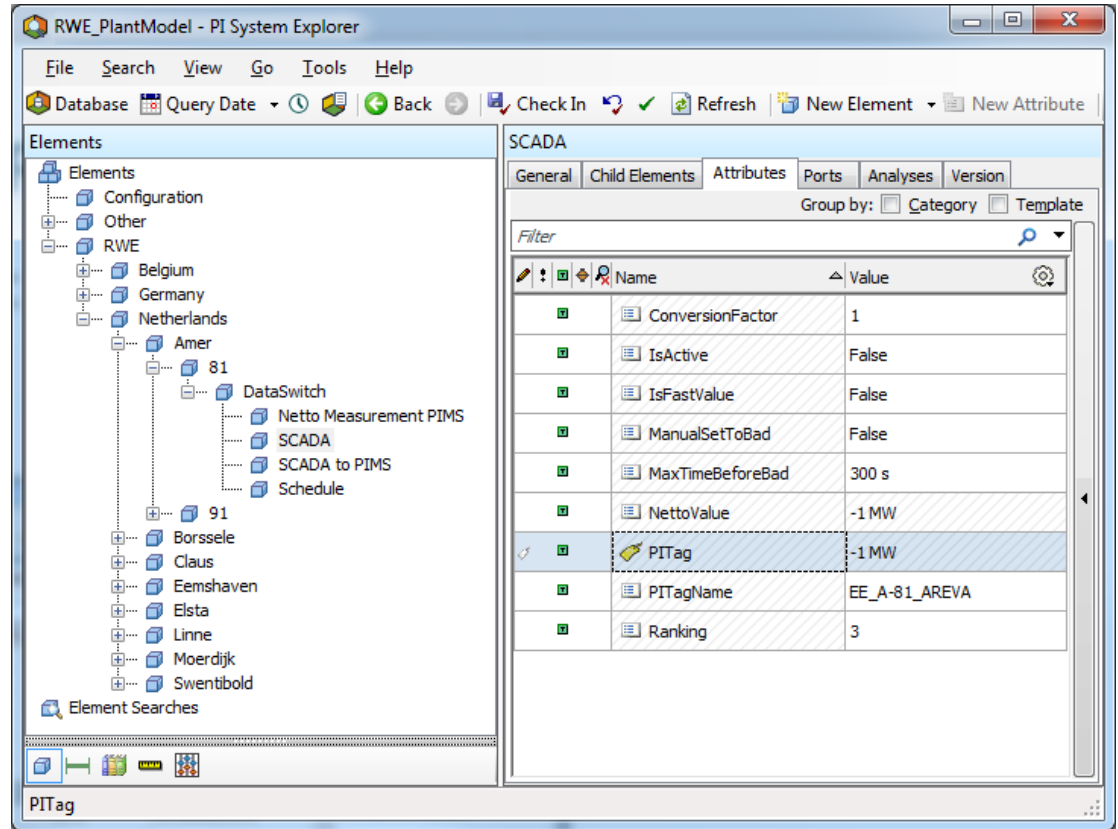 RWE_PlantModel - PI System Explorer
File Search View Go Tools Help
Database Query Date Back Check In Refresh New Element New Attribute
Elements
Elements
Configuration
Other
RWE
Belgium
Germany
Netherlands
Amer
81
DataSwitch
Netto Measurement PIMS
SCADA
SCADA to PIMS
Schedule
91
Borssele
Claus
Eemshaven
Elsta
Linne
Moerdijk
Swentibold
Element Searches
SCADA
General Child Elements Attributes Ports Analyses Version
Group by: Category Template
Filter
Name Value
ConversionFactor 1
IsActive False
IsFastValue False
ManualSetToBad False
MaxTimeBeforeBad 300 s
NettoValue -1 MW
PITag -1 MW
PITagName EE_A-81_AREVA
Ranking 3
PITag